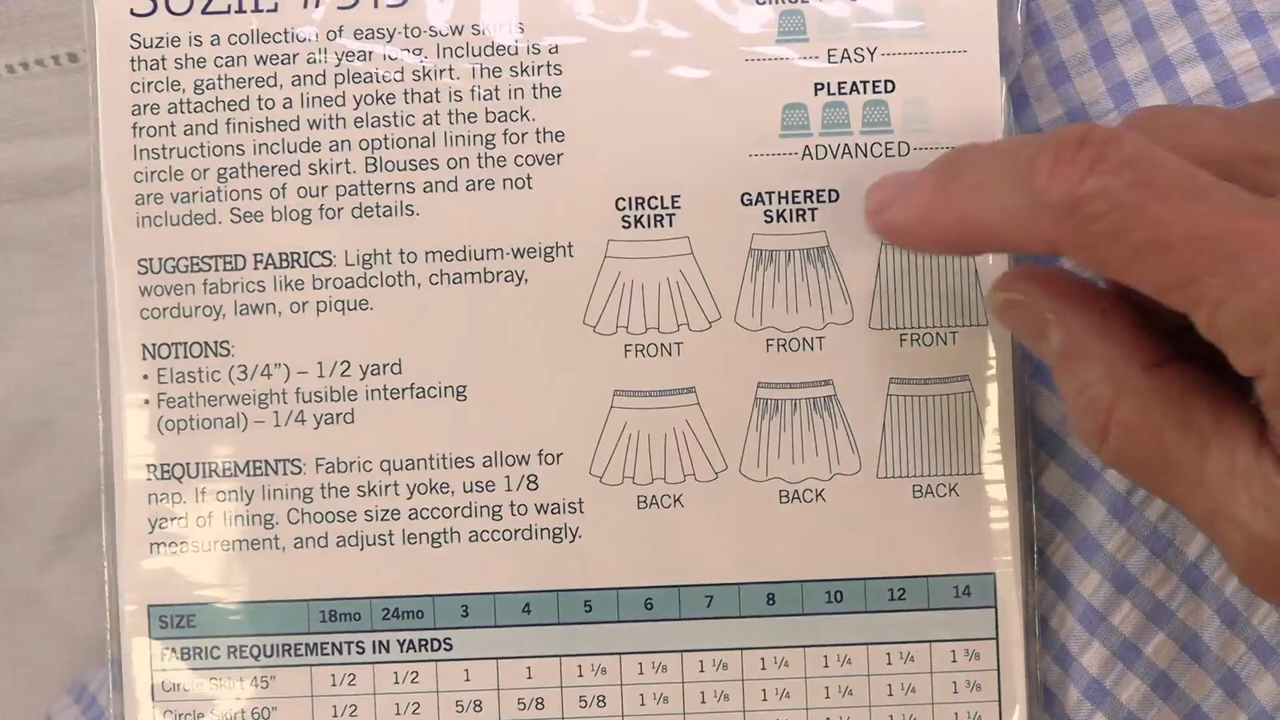 SUZIE
Suzie is a collection of easy-to-sew skirts
that she can wear all year long. Included is a
circle, gathered, and pleated skirt. The skirts
are attached to a lined yoke that is flat in the
front and finished with elastic at the back.
Instructions include an optional lining for the
circle or gathered skirt. Blouses on the cover
are variations of our patterns and are not
included. See blog for details.
SUGGESTED FABRICS: Light to medium-weight
woven fabrics like broadcloth, chambray,
corduroy, lawn, or pique.
NOTIONS:
• Elastic (3/4”) – 1/2 yard
• Featherweight fusible interfacing
(optional) – 1/4 yard
REQUIREMENTS: Fabric quantities allow for
nap. If only lining the skirt yoke, use 1/8
yard of lining. Choose size according to waist
measurement, and adjust length accordingly.
EASY
PLEATED
ADVANCED
CIRCLE SKIRT
GATHERED SKIRT
FRONT FRONT FRONT
BACK BACK BACK
SIZE 18mo 24mo 3 4 5 6 7 8 10 12 14
FABRIC REQUIREMENTS IN YARDS
Circle Skirt 45” 1/2 1/2 1 1 1 1/8 1 1/8 1 1/8 1 1/4 1 1/4 1 1/4 1 3/8
Circle Skirt 60” 1/2 1/2 5/8 5/8 5/8 1 1/8 1 1/8 1 1/4 1 1/4 1 1/4 1 3/8
1 1/4